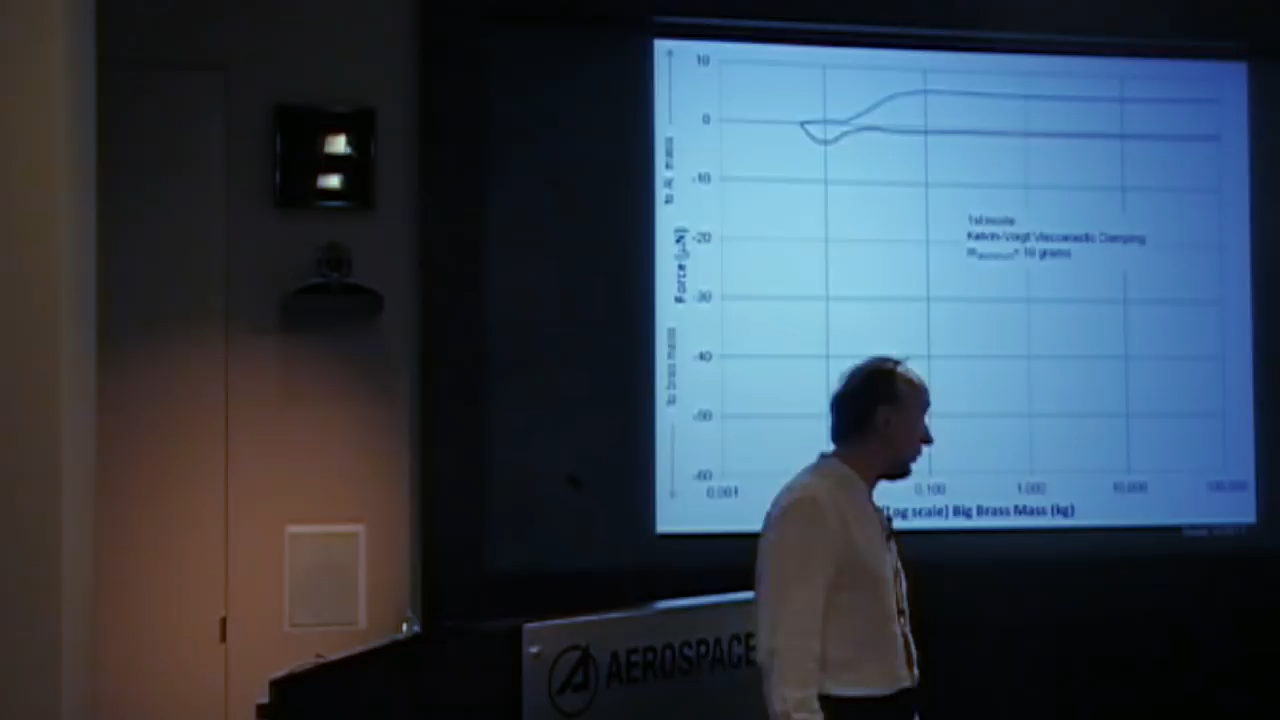 10
0
-10
-20
-30
-40
-50
-60
Force (μN)
to brass mass
to AL mass
1st mode
Kelvin-Voigt Viscoelastic Damping
= 16 grams
0.001
0.100
1.000
10.000
100.000
(Log scale) Big Brass Mass (kg)
AEROSPACE